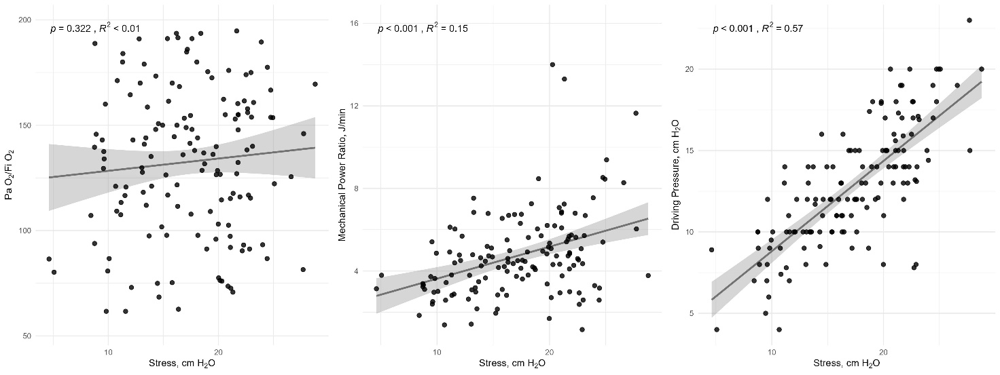 200
150
100
50
Pa O2/Fi O2
p = 0.322 , R² < 0.01
10
20
Stress, cm H2O
16
12
8
4
Mechanical Power Ratio, J/min
p < 0.001 , R² = 0.15
10
20
Stress, cm H2O
20
15
10
5
Driving Pressure, cm H2O
p < 0.001 , R² = 0.57
10
20
Stress, cm H2O